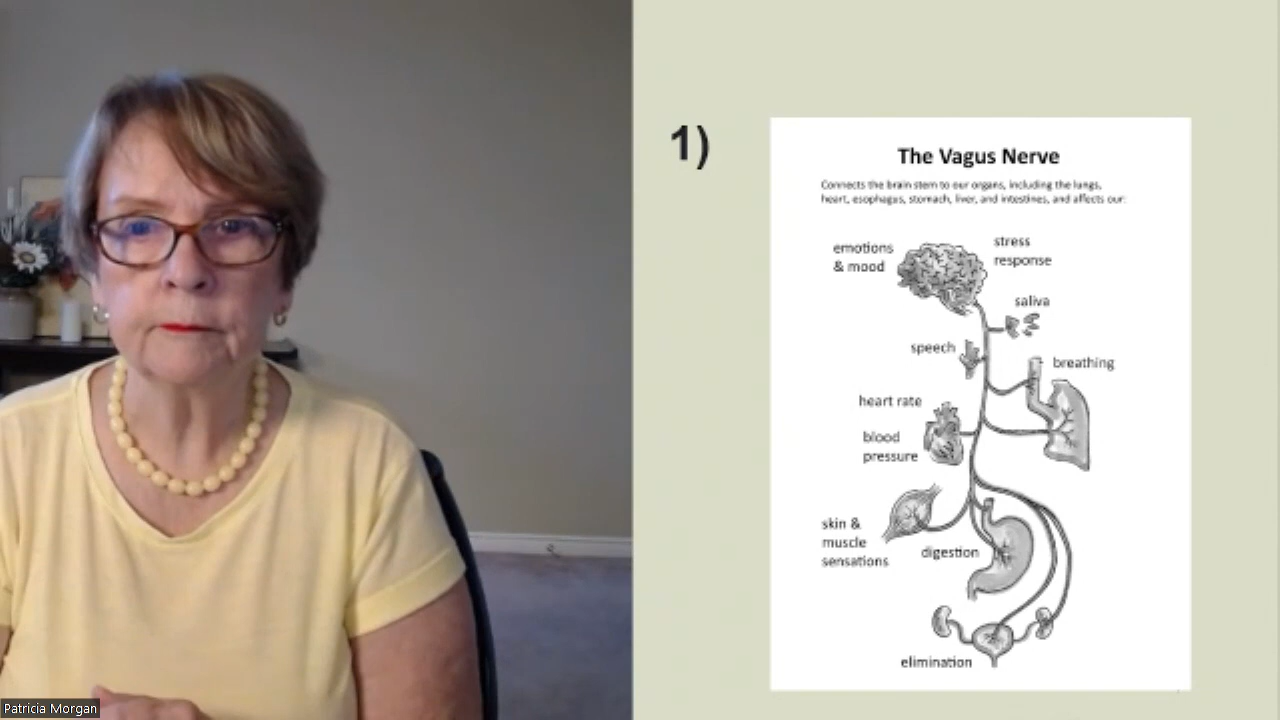 1)
The Vagus Nerve
Connects the brain stem to our organs, including the lungs,
heart, esophagus, stomach, liver, and intestines, and affects our:
emotions
& mood
stress
response
saliva
speech
breathing
heart rate
blood
pressure
skin &
muscle
sensations
digestion
elimination
Patricia Morgan